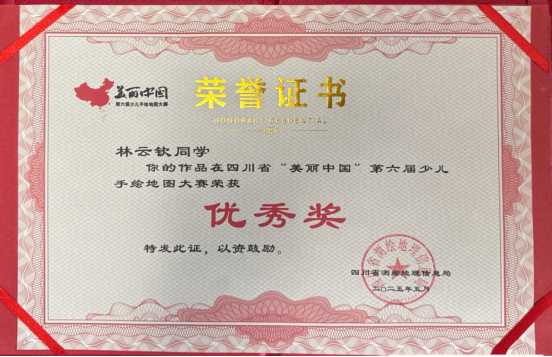 美丽中国
第六届少儿手绘地图大赛
荣誉证书
HONORARY CREDENTIAL
林云钦同学
你的作品在四川省“美丽中国”第六届少儿
手绘地图大赛荣获
优秀奖
特发此证，以资鼓励。
四川省测绘地理信息局
二〇二五年五月